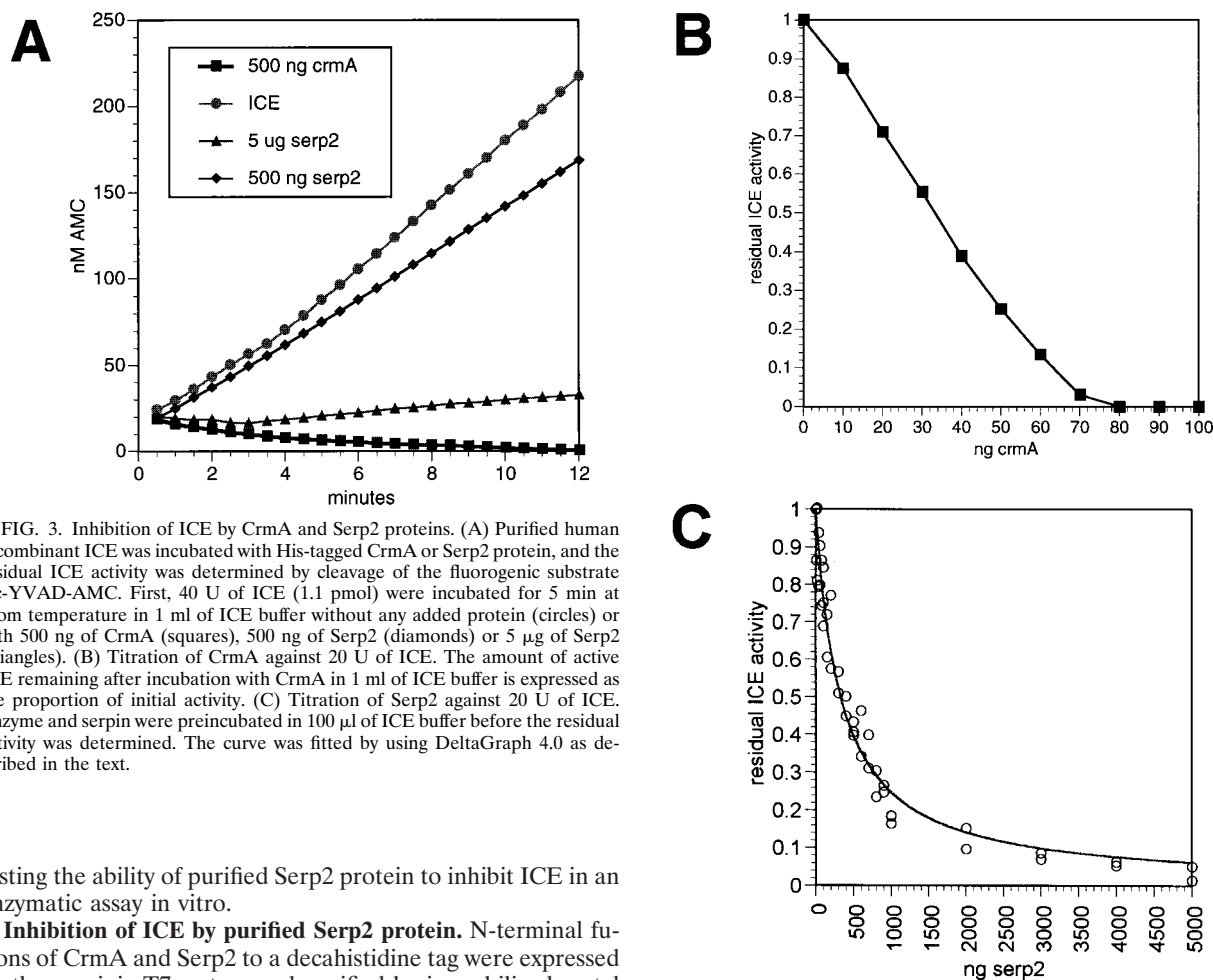 A
250
200
150
100
50
0
nM AMC
500 ng crmA
ICE
5 ug serp2
500 ng serp2
0 2 4 6 8 10 12
minutes
FIG. 3. Inhibition of ICE by CrmA and Serp2 proteins. (A) Purified human
combinant ICE was incubated with His-tagged CrmA or Serp2 protein, and the
sidual ICE activity was determined by cleavage of the fluorogenic substrate
c-YVAD-AMC. First, 40 U of ICE (1.1 pmol) were incubated for 5 min at
om temperature in 1 ml of ICE buffer without any added protein (circles) or
th 500 ng of CrmA (squares), 500 ng of Serp2 (diamonds) or 5 μg of Serp2
iangles). (B) Titration of CrmA against 20 U of ICE. The amount of active
E remaining after incubation with CrmA in 1 ml of ICE buffer is expressed as
e proportion of initial activity. (C) Titration of Serp2 against 20 U of ICE.
nzyme and serpin were preincubated in 100 μl of ICE buffer before the residual
tivity was determined. The curve was fitted by using DeltaGraph 4.0 as de-
ribed in the text.
sting the ability of purified Serp2 protein to inhibit ICE in an
nzymatic assay in vitro.
Inhibition of ICE by purified Serp2 protein. N-terminal fu-
ons of CrmA and Serp2 to a decahistidine tag were expressed
B
1
0.9
0.8
0.7
0.6
0.5
0.4
0.3
0.2
0.1
0
residual ICE activity
0 10 20 30 40 50 60 70 80 90 100
ng crmA
C
1
0.9
0.8
0.7
0.6
0.5
0.4
0.3
0.2
0.1
0
residual ICE activity
0 500 1000 1500 2000 2500 3000 3500 4000 4500 5000
ng serp2